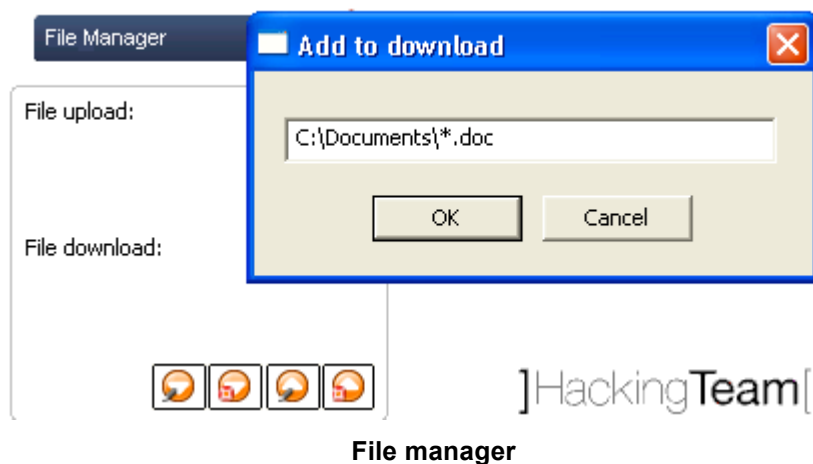 File Manager
Add to download
File upload:
C:\Documents\*.doc
OK
Cancel
File download:
]HackingTeam[
File manager